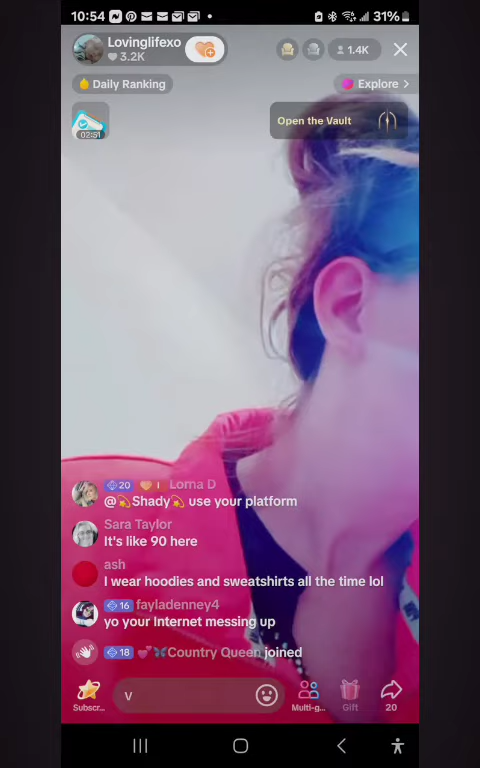 10:54
31%
Lovinglifexo
3.2K
1.4K
Daily Ranking
Explore >
02:51
Open the Vault
20 I Loma D
@💫Shady💫 use your platform
Sara Taylor
It's like 90 here
ash
I wear hoodies and sweatshirts all the time lol
16 fayladenney4
yo your Internet messing up
18 💕🦋Country Queen joined
V
Subscr...
Multi-g...
Gift
20